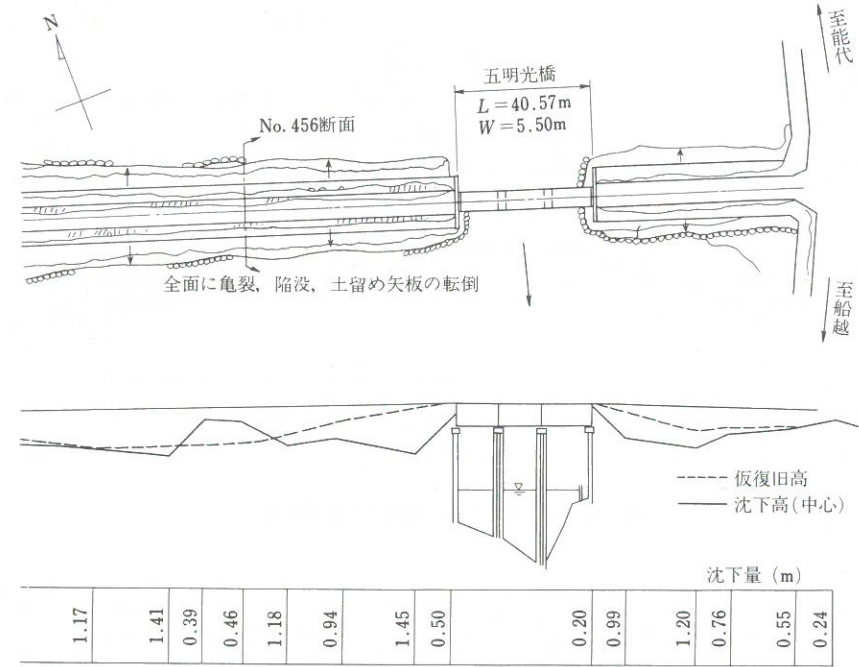 N
至能代
五明光橋
L＝40.57m
W＝5.50m
No.456断面
全面に亀裂，陥没，土留め矢板の転倒
至船越
仮復旧高
沈下高(中心)
沈下量 (m)
1.17 1.41 0.39 0.46 1.18 0.94 1.45 0.50 0.20 0.99 1.20 0.76 0.55 0.24